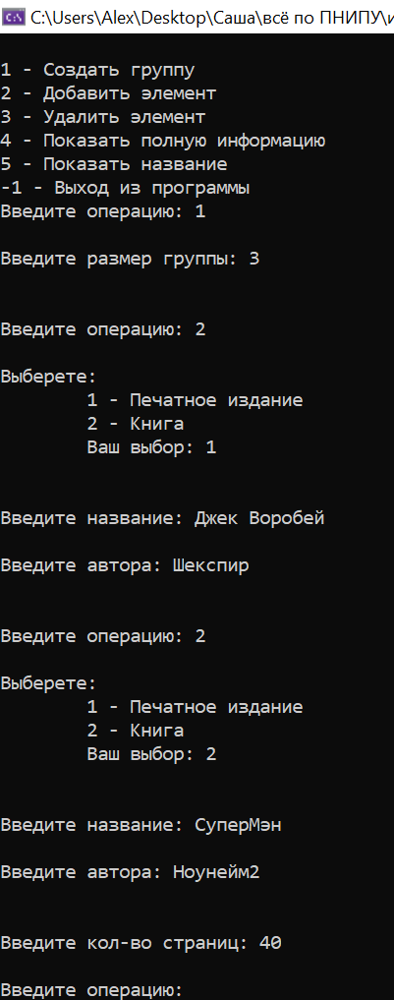 C:\Users\Alex\Desktop\Саша\всё по ПНИПУ\
1 - Создать группу
2 - Добавить элемент
3 - Удалить элемент
4 - Показать полную информацию
5 - Показать название
-1 - Выход из программы
Введите операцию: 1
Введите размер группы: 3
Введите операцию: 2
Выберете:
1 - Печатное издание
2 - Книга
Ваш выбор: 1
Введите название: Джек Воробей
Введите автора: Шекспир
Введите операцию: 2
Выберете:
1 - Печатное издание
2 - Книга
Ваш выбор: 2
Введите название: СуперМэн
Введите автора: Ноунейм2
Введите кол-во страниц: 40
Введите операцию: